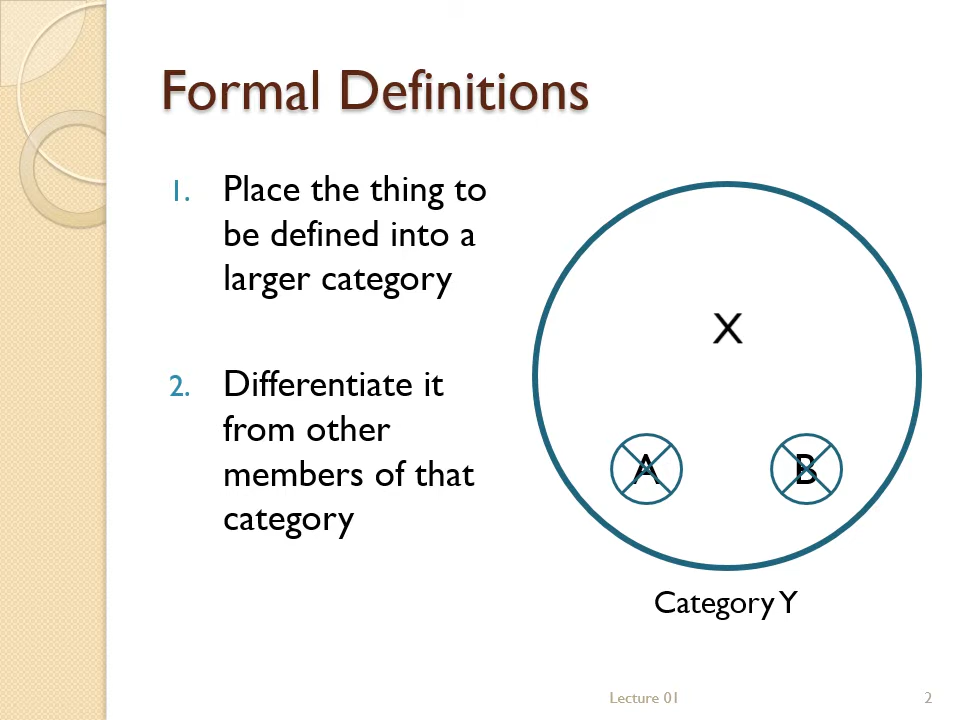 Formal Definitions
1. Place the thing to
be defined into a
larger category
2. Differentiate it
from other
members of that
category
X
A B
Category Y
Lecture 01 2